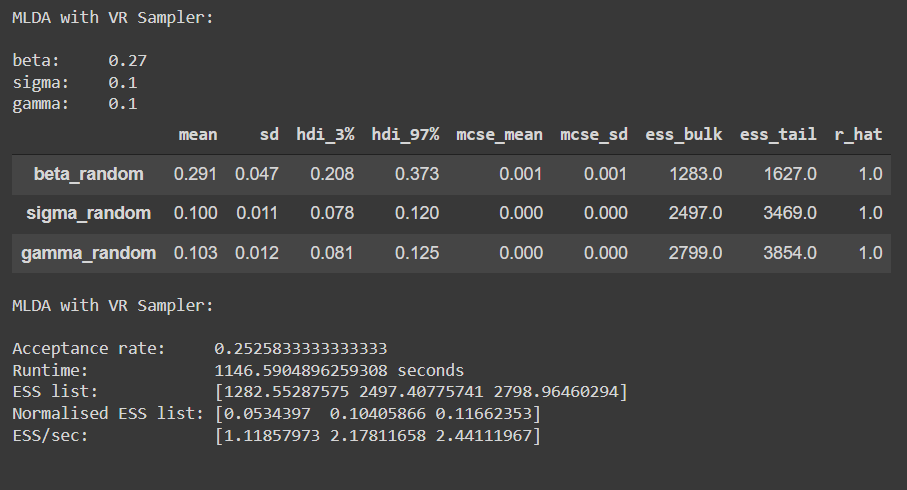 MLDA with VR Sampler:
beta: 0.27
sigma: 0.1
gamma: 0.1
mean sd hdi_3% hdi_97% mcse_mean mcse_sd ess_bulk ess_tail r_hat
beta_random 0.291 0.047 0.208 0.373 0.001 0.001 1283.0 1627.0 1.0
sigma_random 0.100 0.011 0.078 0.120 0.000 0.000 2497.0 3469.0 1.0
gamma_random 0.103 0.012 0.081 0.125 0.000 0.000 2799.0 3854.0 1.0
MLDA with VR Sampler:
Acceptance rate: 0.2525833333333333
Runtime: 1146.5904896259308 seconds
ESS list: [1282.55287575 2497.40775741 2798.96460294]
Normalised ESS list: [0.0534397 0.10405866 0.11662353]
ESS/sec: [1.11857973 2.17811658 2.44111967]